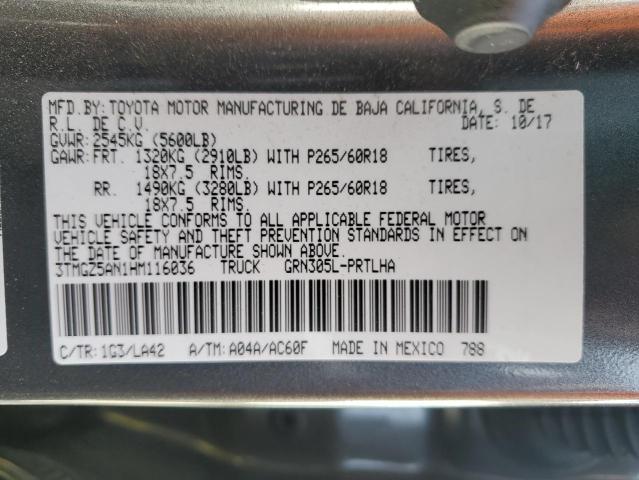 MFD.BY:TOYOTA MOTOR MANUFACTURING DE BAJA CALIFORNIA, S. DE
R.L. DE C.V. DATE: 10/17
GVWR:2545KG (5600LB)
GAWR:FRT. 1320KG (2910LB) WITH P265/60R18 TIRES,
18X7.5 RIMS.
RR. 1490KG (3280LB) WITH P265/60R18 TIRES,
18X7.5 RIMS.
THIS VEHICLE CONFORMS TO ALL APPLICABLE FEDERAL MOTOR
VEHICLE SAFETY AND THEFT PREVENTION STANDARDS IN EFFECT ON
THE DATE OF MANUFACTURE SHOWN ABOVE.
3TMGZ5AN1HM116036 TRUCK GRN305L-PRTLHA
C/TR:1G3/LA42 A/TM:A04A/AC60F MADE IN MEXICO 788